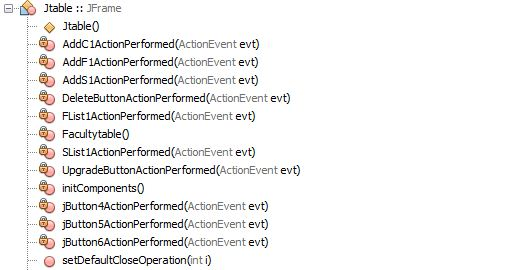 Jtable :: JFrame
Jtable()
AddC1ActionPerformed(ActionEvent evt)
AddF1ActionPerformed(ActionEvent evt)
AddS1ActionPerformed(ActionEvent evt)
DeleteButtonActionPerformed(ActionEvent evt)
FList1ActionPerformed(ActionEvent evt)
Facultytable()
SList1ActionPerformed(ActionEvent evt)
UpgradeButtonActionPerformed(ActionEvent evt)
initComponents()
jButton4ActionPerformed(ActionEvent evt)
jButton5ActionPerformed(ActionEvent evt)
jButton6ActionPerformed(ActionEvent evt)
setDefaultCloseOperation(int i)